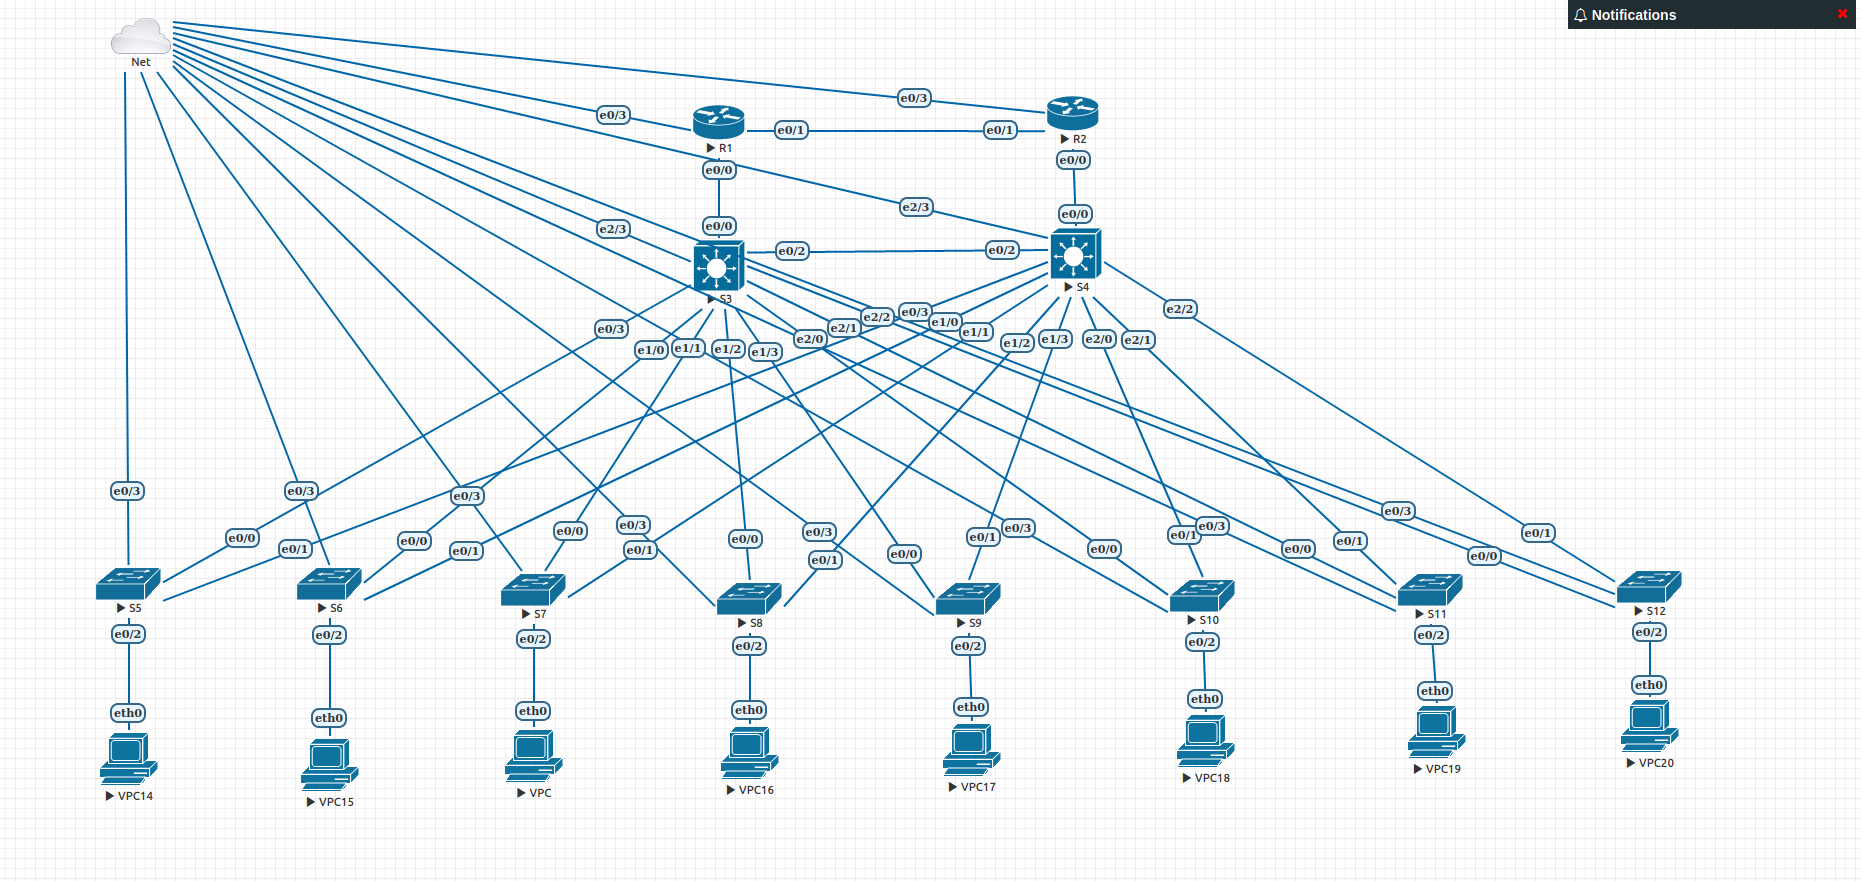 Notifications
Net
e0/3
e0/3
R1
e0/1
e0/1
R2
e0/0
e0/0
e2/3
e0/0
e0/0
e2/3
e0/2
e0/2
S3
S4
e0/3
e1/0
e1/1
e1/2
e1/3
e2/0
e2/1
e2/2
e0/3
e1/0
e1/1
e1/2
e1/3
e2/0
e2/1
e2/2
e0/3
e0/3
e0/3
e0/3
e0/3
e0/3
e0/3
e0/3
e0/0
e0/1
e0/0
e0/1
e0/0
e0/1
e0/0
e0/1
e0/0
e0/1
e0/0
e0/1
e0/0
e0/1
e0/0
e0/1
S5
S6
S7
S8
S9
S10
S11
S12
e0/2
e0/2
e0/2
e0/2
e0/2
e0/2
e0/2
e0/2
eth0
eth0
eth0
eth0
eth0
eth0
eth0
eth0
VPC14
VPC15
VPC
VPC16
VPC17
VPC18
VPC19
VPC20